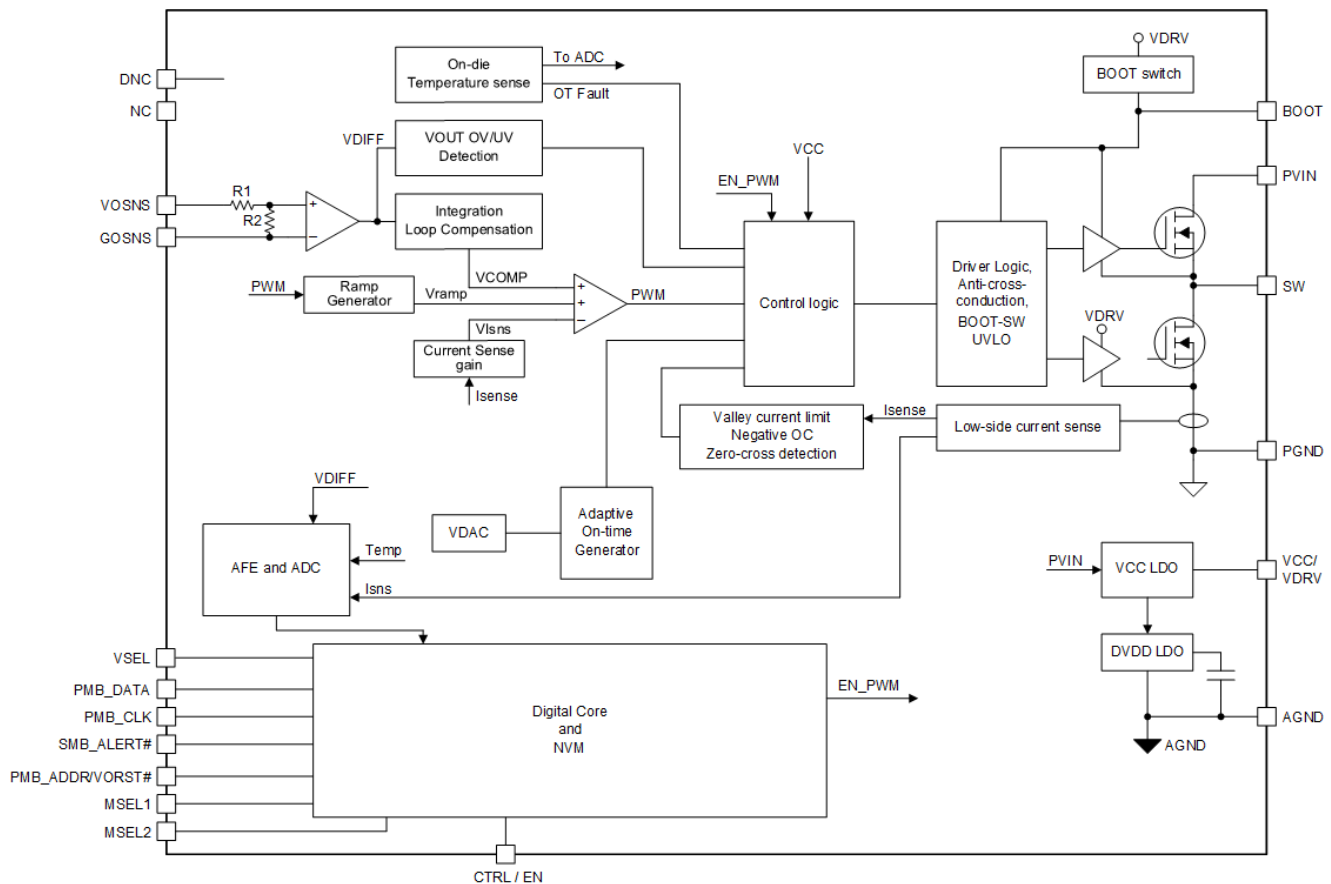 VDRV
On-die
Temperature sense
To ADC
OT Fault
BOOT switch
DNC
NC
BOOT
VDIFF
VOUT OV/UV
Detection
VCC
EN_PWM
PVIN
R1
VOSNS
R2
GOSNS
+
−
Integration
Loop Compensation
VCOMP
PWM
Ramp
Generator
Vramp
+
+
−
PWM
Control logic
Driver Logic,
Anti-cross-
conduction,
BOOT-SW
UVLO
SW
VDRV
VIsns
Current Sense
gain
Isense
Valley current limit
Negative OC
Zero-cross detection
Isense
Low-side current sense
PGND
VDIFF
VDAC
Adaptive
On-time
Generator
AFE and ADC
Temp
Isns
PVIN
VCC LDO
VCC/
VDRV
DVDD LDO
VSEL
PMB_DATA
PMB_CLK
SMB_ALERT#
PMB_ADDR/VORST#
MSEL1
MSEL2
Digital Core
and
NVM
EN_PWM
AGND
AGND
CTRL / EN